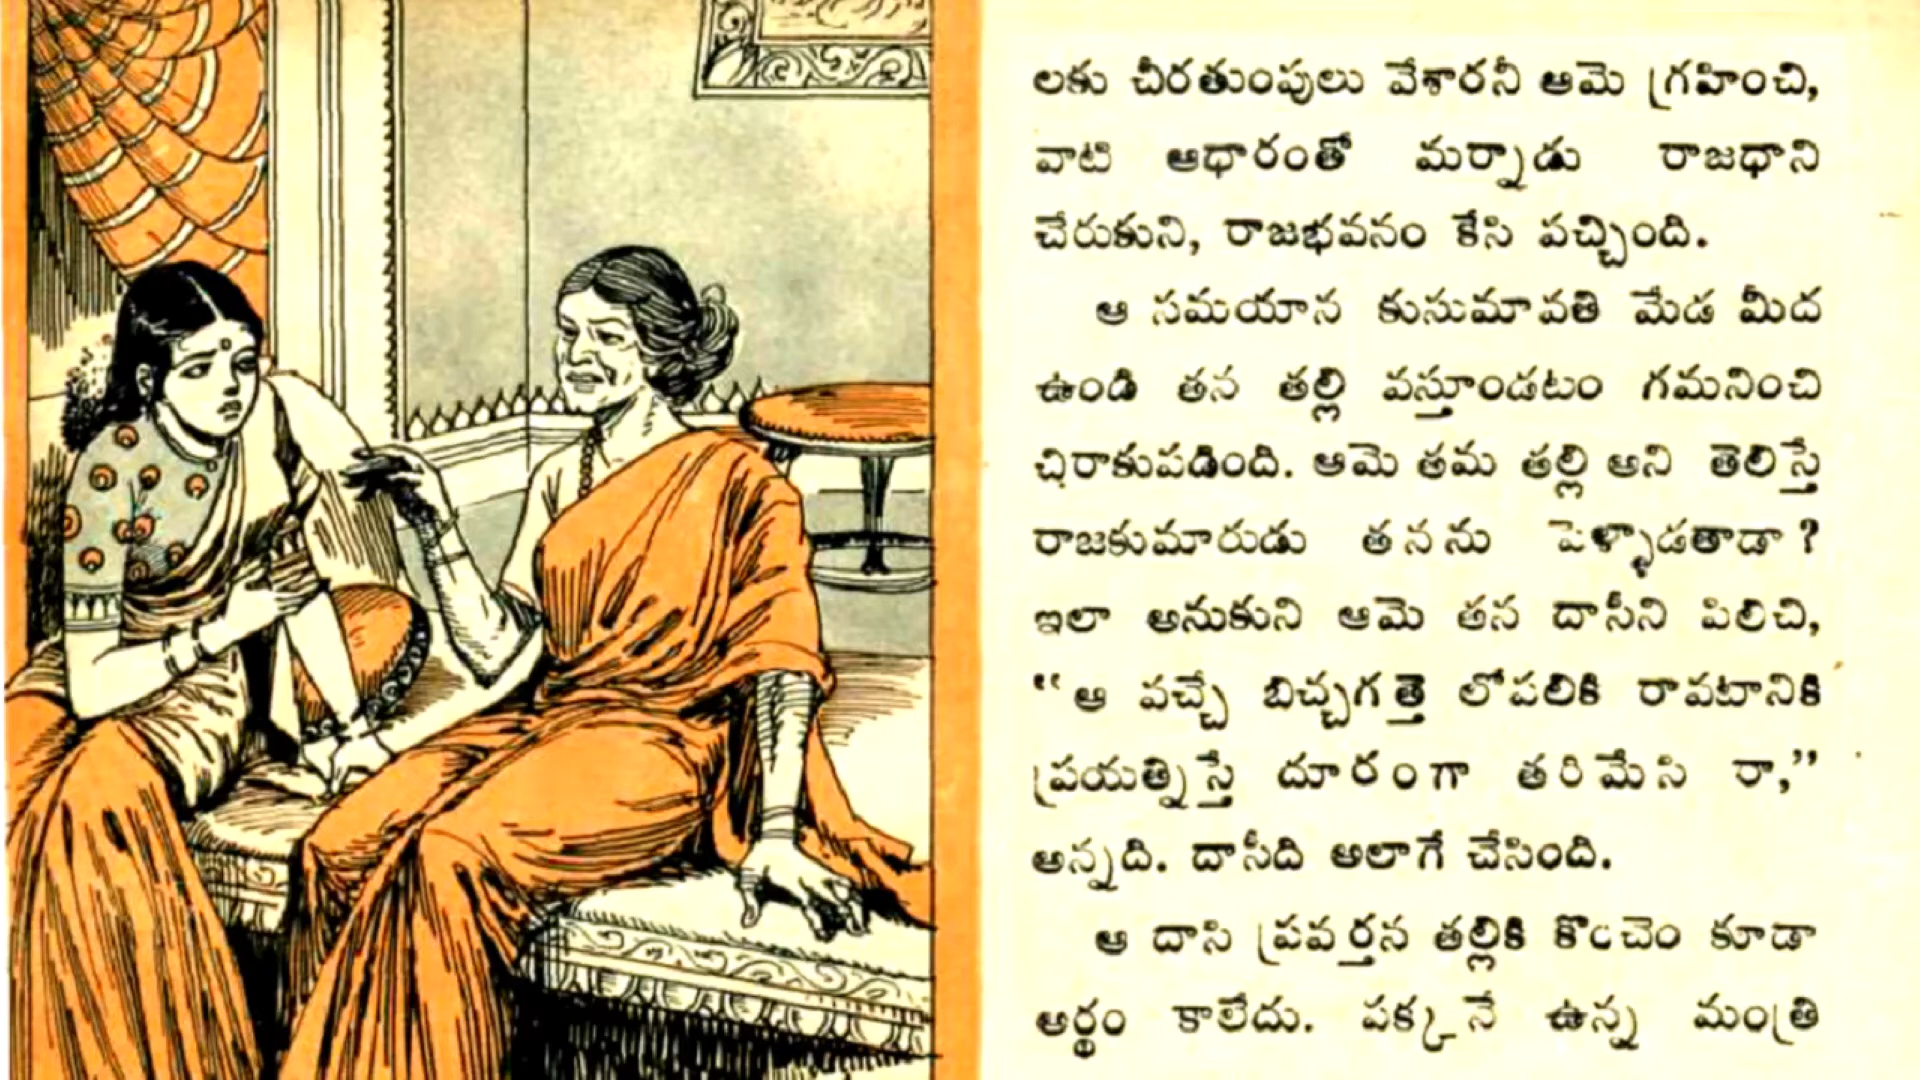 లకు చీరతుంపులు వేశారనీ ఆమె గ్రహించి,
వాటి ఆధారంతో మర్నాడు రాజధాని
చేరుకుని, రాజభవనం కేసి వచ్చింది.
ఆ సమయాన కుసుమావతి మేడ మీద
ఉండి తన తల్లి వస్తూండటం గమనించి
చిరాకుపడింది. ఆమె తమ తల్లి అని తెలిస్తే
రాజకుమారుడు తనను పెళ్ళాడతాడా?
ఇలా అనుకుని ఆమె తన దాసీని పిలిచి,
“ఆ వచ్చే బిచ్చగత్తె లోపలికి రావటానికి
ప్రయత్నిస్తే దూరంగా తరిమేసి రా,”
అన్నది. దాసీది అలాగే చేసింది.
ఆ దాసి ప్రవర్తన తల్లికి కొంచెం కూడా
అర్థం కాలేదు. పక్కనే ఉన్న మంత్రి